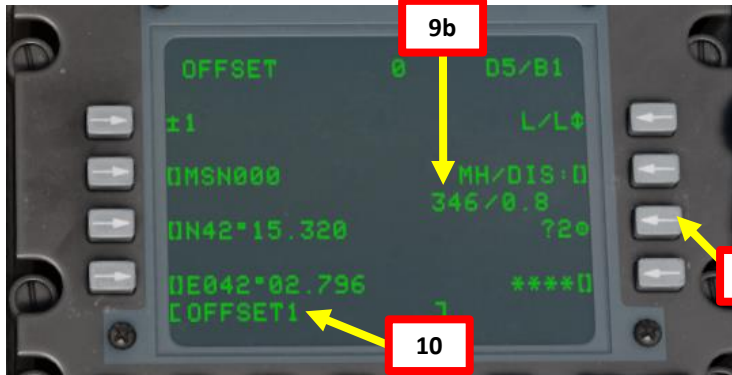 9b
OFFSET 0 D5/B1
±1 L/L
[]MSN000 MH/DIS:[]
346/0.8
[]N42°15.320 ?2
[]E042°02.796 ****[]
[OFFSET1 ]
10